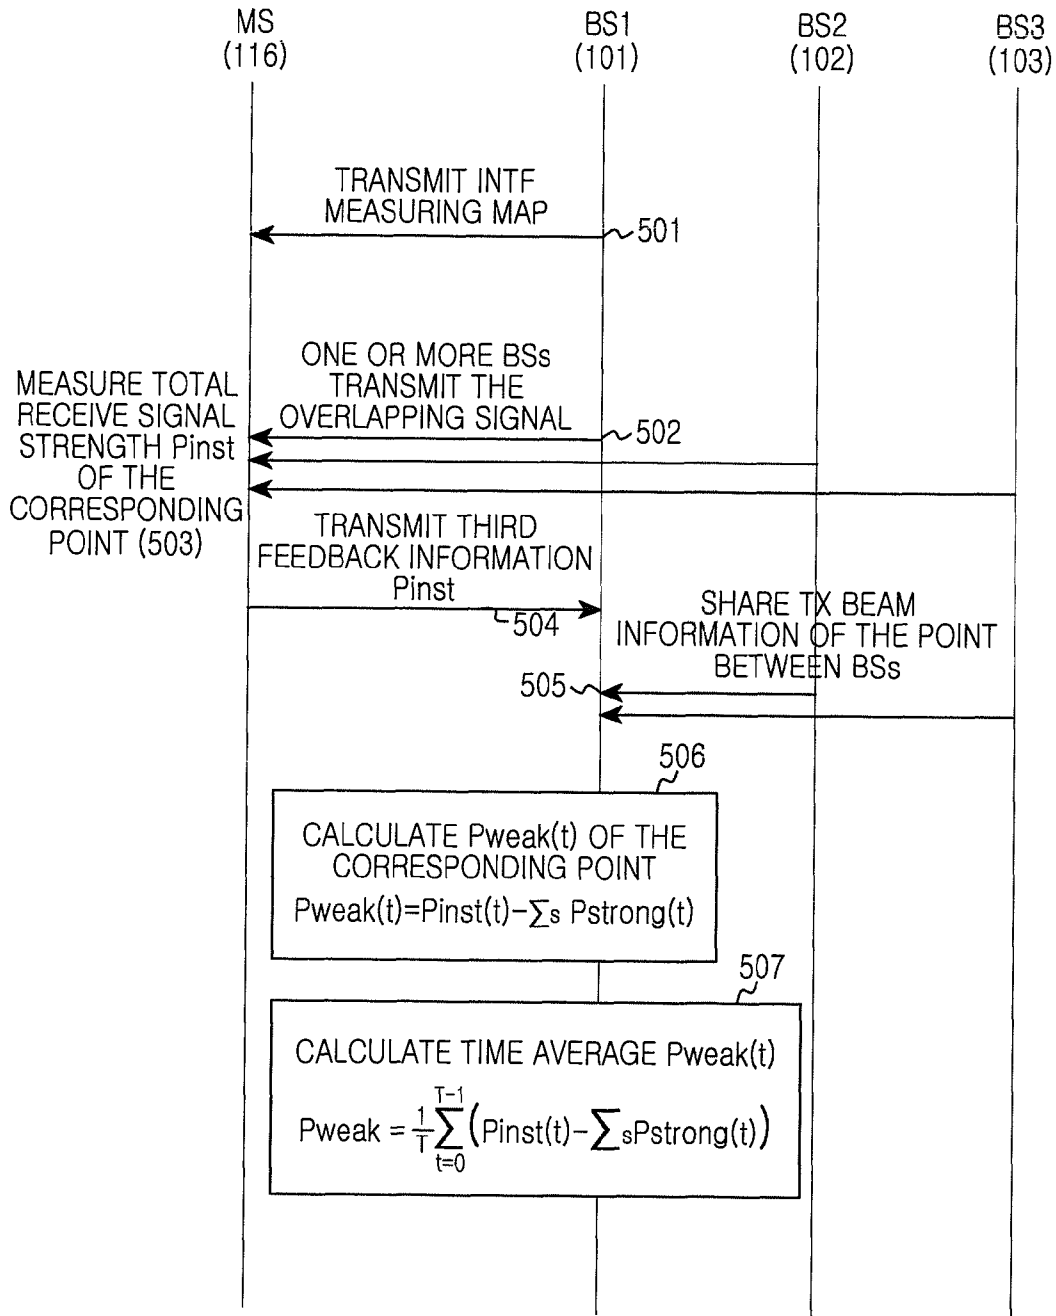 MS
(116)
BS1
(101)
BS2
(102)
BS3
(103)
TRANSMIT INTF
MEASURING MAP
501
ONE OR MORE BSs
TRANSMIT THE
OVERLAPPING SIGNAL
502
MEASURE TOTAL
RECEIVE SIGNAL
STRENGTH Pinst
OF THE
CORRESPONDING
POINT (503)
TRANSMIT THIRD
FEEDBACK INFORMATION
Pinst
504
SHARE TX BEAM
INFORMATION OF THE POINT
BETWEEN BSs
505
506
CALCULATE Pweak(t) OF THE
CORRESPONDING POINT
Pweak(t)=Pinst(t)-∑s Pstrong(t)
507
CALCULATE TIME AVERAGE Pweak(t)
Pweak = 1/T ∑_{t=0}^{T-1} (Pinst(t)-∑sPstrong(t))